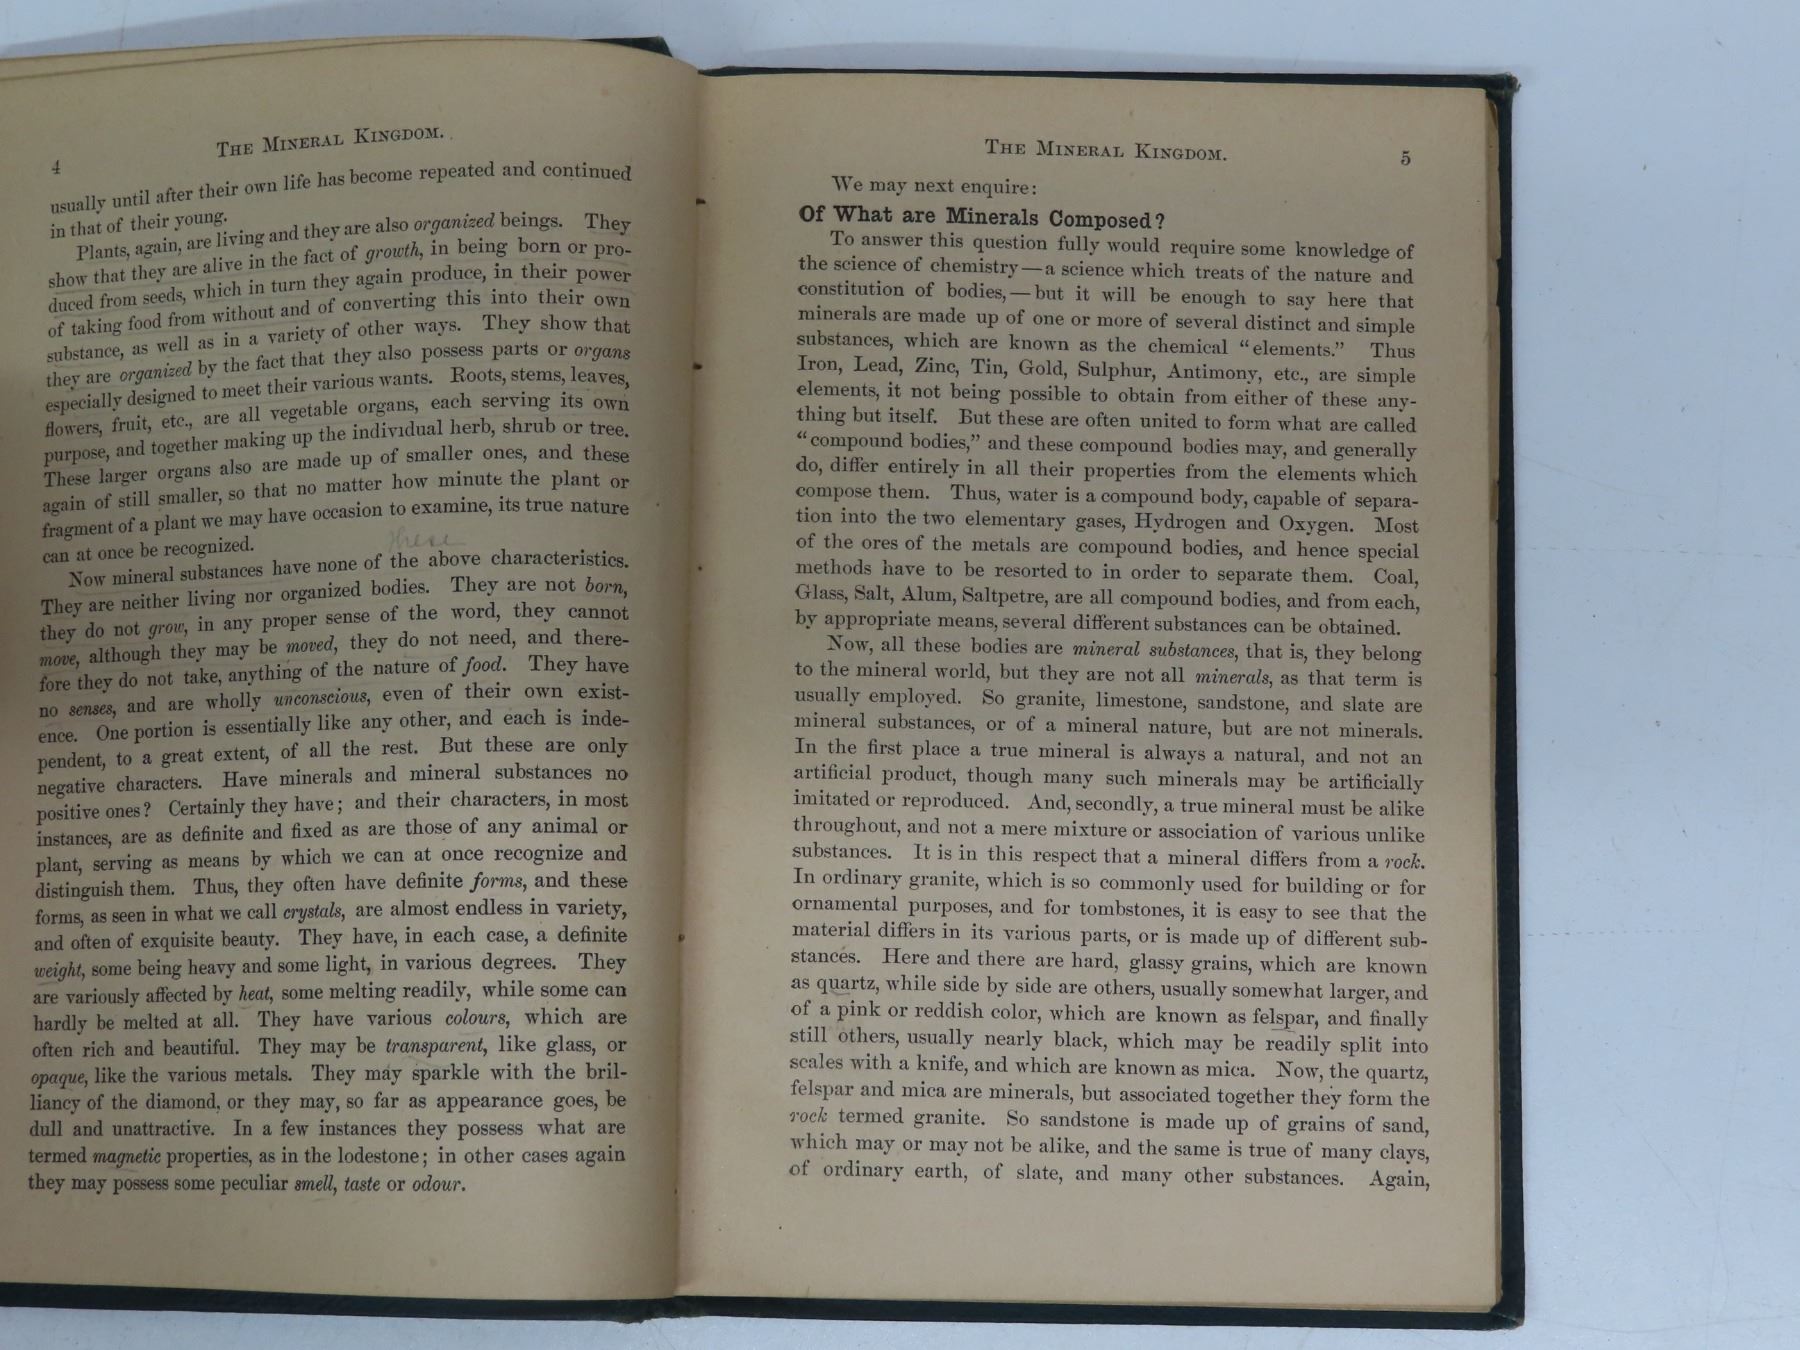 4
THE MINERAL KINGDOM.
usually until after their own life has become repeated and continued
in that of their young.
Plants, again, are living and they are also organized beings. They
show that they are alive in the fact of growth, in being born or pro-
duced from seeds, which in turn they again produce, in their power
of taking food from without and of converting this into their own
substance, as well as in a variety of other ways. They show that
they are organized by the fact that they also possess parts or organs
especially designed to meet their various wants. Roots, stems, leaves,
flowers, fruit, etc., are all vegetable organs, each serving its own
purpose, and together making up the individual herb, shrub or tree.
These larger organs also are made up of smaller ones, and these
again of still smaller, so that no matter how minute the plant or
fragment of a plant we may have occasion to examine, its true nature
can at once be recognized.
these
Now mineral substances have none of the above characteristics.
They are neither living nor organized bodies. They are not born,
they do not grow, in any proper sense of the word, they cannot
move, although they may be moved, they do not need, and there-
fore they do not take, anything of the nature of food. They have
no senses, and are wholly unconscious, even of their own exist-
ence. One portion is essentially like any other, and each is inde-
pendent, to a great extent, of all the rest. But these are only
negative characters. Have minerals and mineral substances no
positive ones? Certainly they have; and their characters, in most
instances, are as definite and fixed as are those of any animal or
plant, serving as means by which we can at once recognize and
distinguish them. Thus, they often have definite forms, and these
forms, as seen in what we call crystals, are almost endless in variety,
and often of exquisite beauty. They have, in each case, a definite
weight, some being heavy and some light, in various degrees. They
are variously affected by heat, some melting readily, while some can
hardly be melted at all. They have various colours, which are
often rich and beautiful. They may be transparent, like glass, or
opaque, like the various metals. They may sparkle with the bril-
liancy of the diamond, or they may, so far as appearance goes, be
dull and unattractive. In a few instances they possess what are
termed magnetic properties, as in the lodestone; in other cases again
they may possess some peculiar smell, taste or odour.
THE MINERAL KINGDOM.
5
We may next enquire:
Of What are Minerals Composed?
To answer this question fully would require some knowledge of
the science of chemistry—a science which treats of the nature and
constitution of bodies,—but it will be enough to say here that
minerals are made up of one or more of several distinct and simple
substances, which are known as the chemical "elements." Thus
Iron, Lead, Zinc, Tin, Gold, Sulphur, Antimony, etc., are simple
elements, it not being possible to obtain from either of these any-
thing but itself. But these are often united to form what are called
"compound bodies," and these compound bodies may, and generally
do, differ entirely in all their properties from the elements which
compose them. Thus, water is a compound body, capable of separa-
tion into the two elementary gases, Hydrogen and Oxygen. Most
of the ores of the metals are compound bodies, and hence special
methods have to be resorted to in order to separate them. Coal,
Glass, Salt, Alum, Saltpetre, are all compound bodies, and from each,
by appropriate means, several different substances can be obtained.
Now, all these bodies are mineral substances, that is, they belong
to the mineral world, but they are not all minerals, as that term is
usually employed. So granite, limestone, sandstone, and slate are
mineral substances, or of a mineral nature, but are not minerals.
In the first place a true mineral is always a natural, and not an
artificial product, though many such minerals may be artificially
imitated or reproduced. And, secondly, a true mineral must be alike
throughout, and not a mere mixture or association of various unlike
substances. It is in this respect that a mineral differs from a rock.
In ordinary granite, which is so commonly used for building or for
ornamental purposes, and for tombstones, it is easy to see that the
material differs in its various parts, or is made up of different sub-
stances. Here and there are hard, glassy grains, which are known
as quartz, while side by side are others, usually somewhat larger, and
of a pink or reddish color, which are known as felspar, and finally
still others, usually nearly black, which may be readily split into
scales with a knife, and which are known as mica. Now, the quartz,
felspar and mica are minerals, but associated together they form the
rock termed granite. So sandstone is made up of grains of sand,
which may or may not be alike, and the same is true of many clays,
of ordinary earth, of slate, and many other substances. Again,